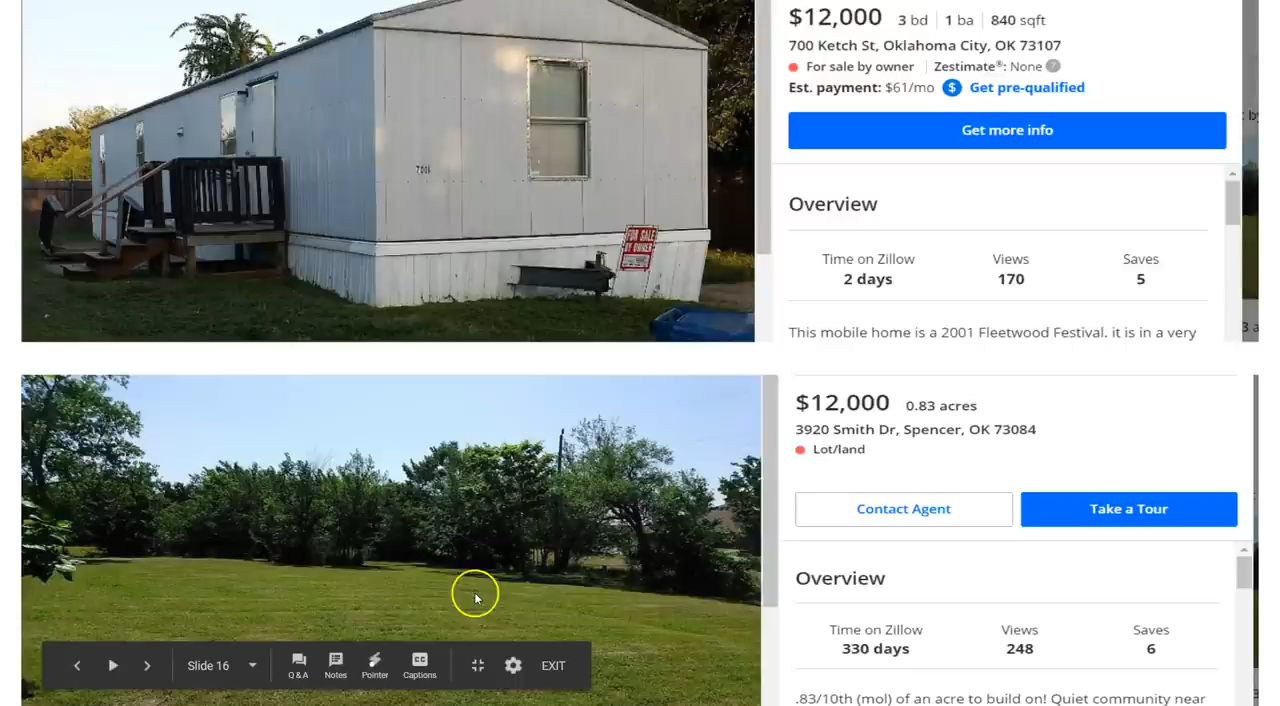 $12,000 3 bd 1 ba 840 sqft
700 Ketch St, Oklahoma City, OK 73107
For sale by owner Zestimate®: None ?
Est. payment: $61/mo $ Get pre-qualified
Get more info
Overview
Time on Zillow Views Saves
2 days 170 5
This mobile home is a 2001 Fleetwood Festival. it is in a very
FOR SALE
BY OWNER
$12,000 0.83 acres
3920 Smith Dr, Spencer, OK 73084
Lot/land
Contact Agent Take a Tour
Overview
Time on Zillow Views Saves
330 days 248 6
.83/10th (mol) of an acre to build on! Quiet community near
Slide 16 Q & A Notes Pointer Captions EXIT